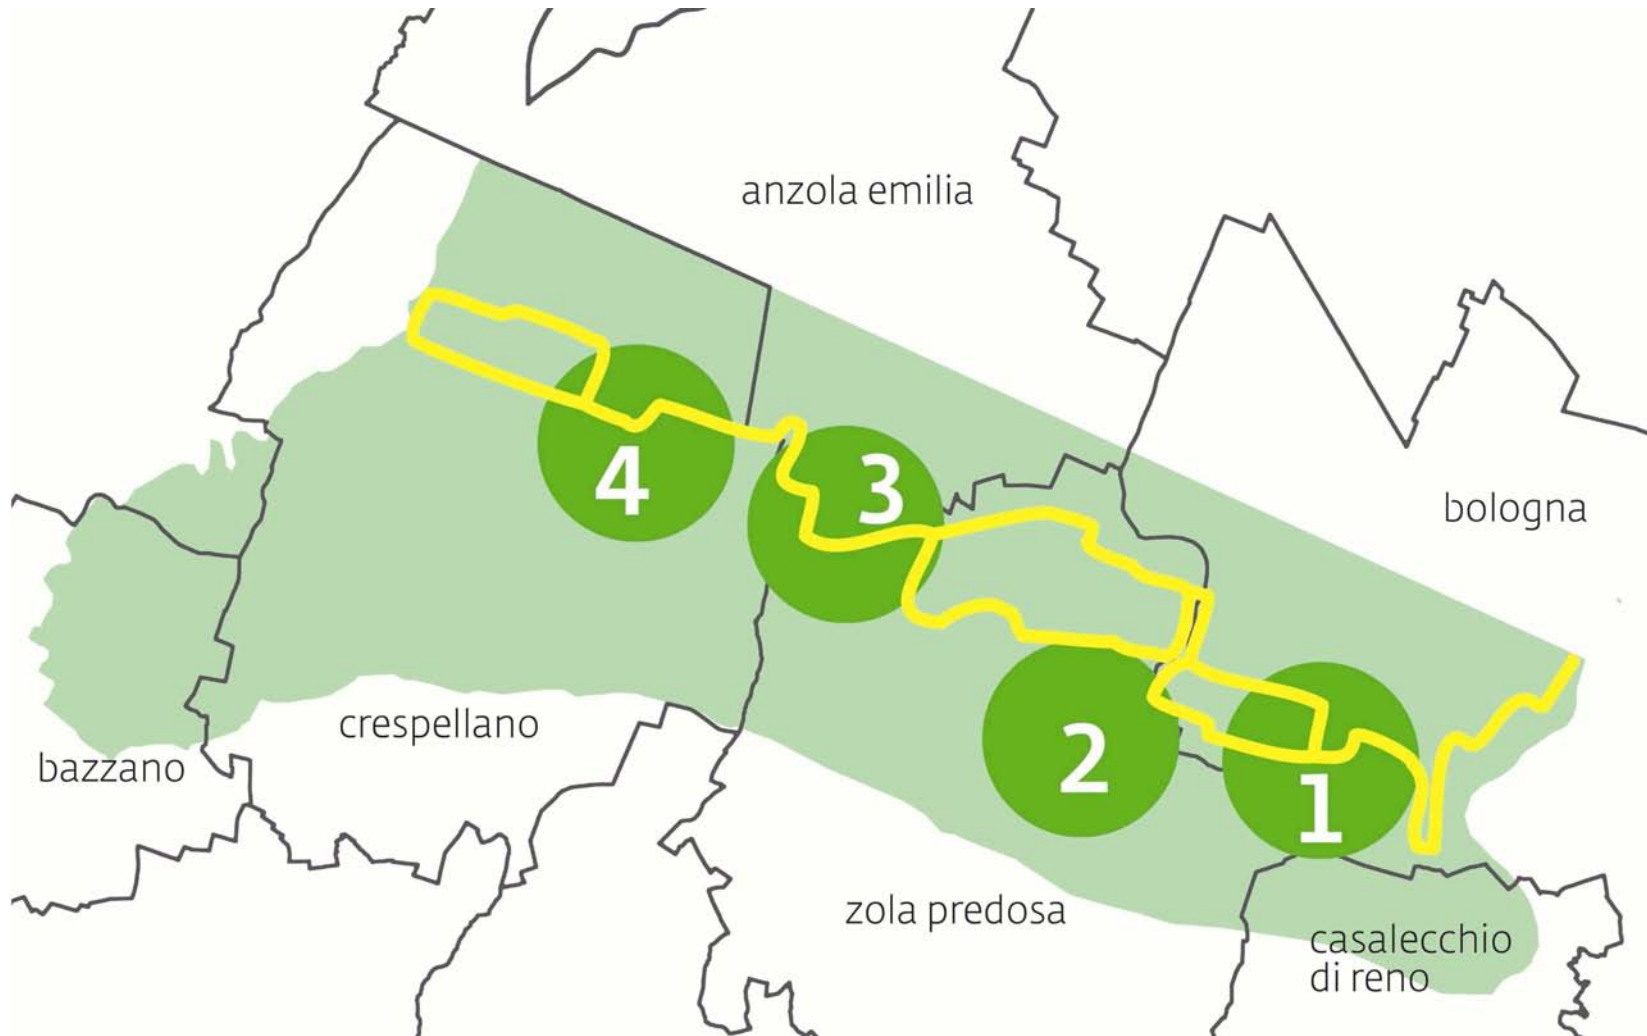 anzola emilia
4
3
bologna
crespellano
bazzano
2
1
zola predosa
casalecchio
di reno